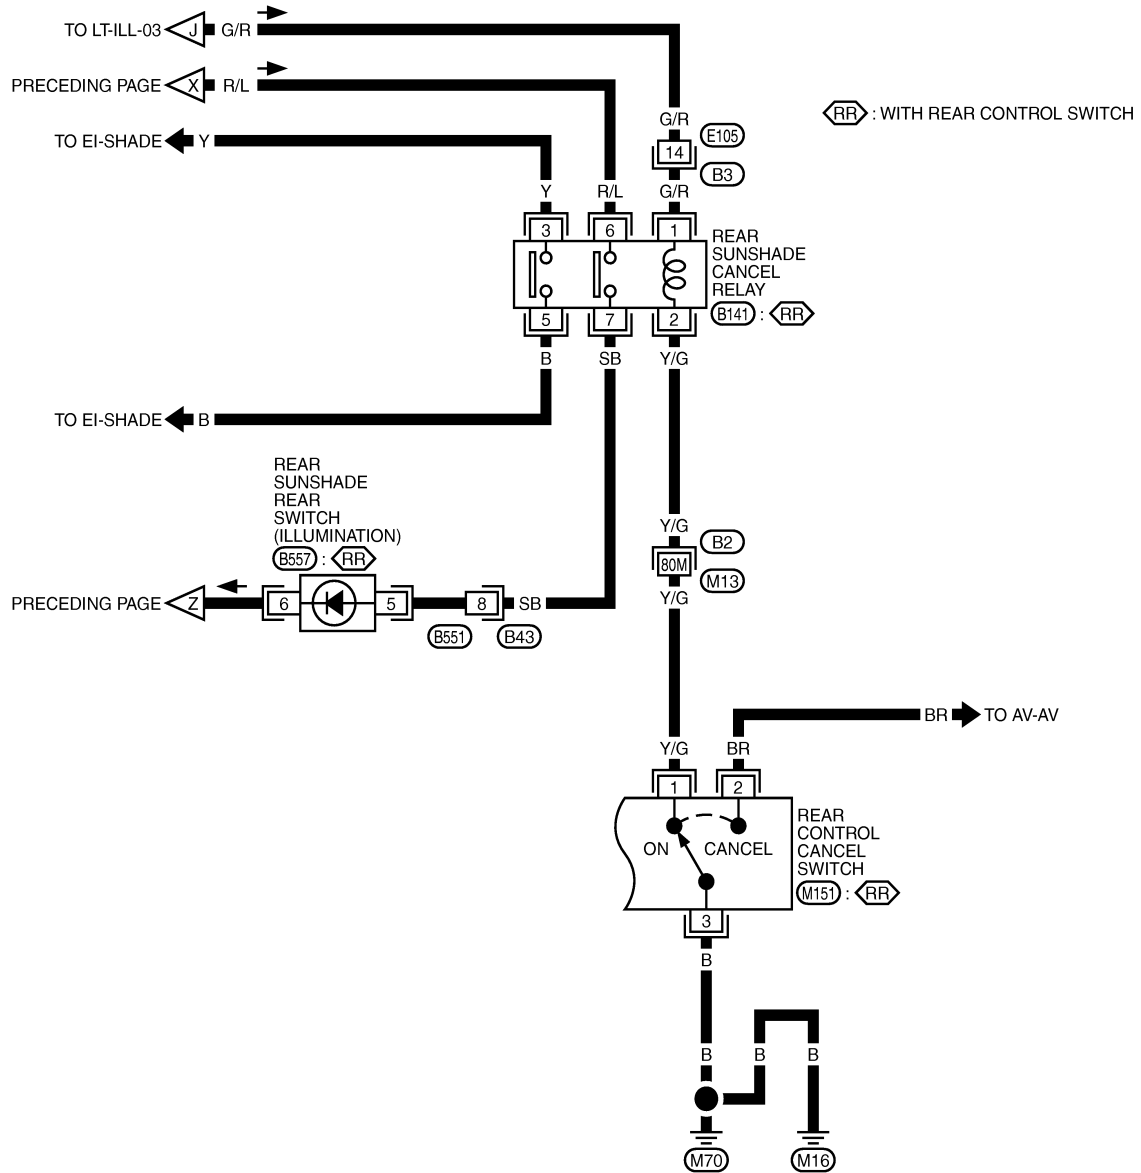 TO LT-ILL-03 J G/R
PRECEDING PAGE X R/L
RR : WITH REAR CONTROL SWITCH
G/R
E105
TO EI-SHADE Y
14
B3
Y R/L G/R
3 6 1
REAR
SUNSHADE
CANCEL
RELAY
B141 : RR
5 7 2
B SB Y/G
TO EI-SHADE B
REAR
SUNSHADE
REAR
SWITCH
(ILLUMINATION)
B557 : RR
Y/G
B2
80M
M13
Y/G
PRECEDING PAGE Z 6 5 8 SB
B551 B43
BR TO AV-AV
Y/G BR
1 2
ON CANCEL
REAR
CONTROL
CANCEL
SWITCH
M151 : RR
3
B
B B B
M70 M16